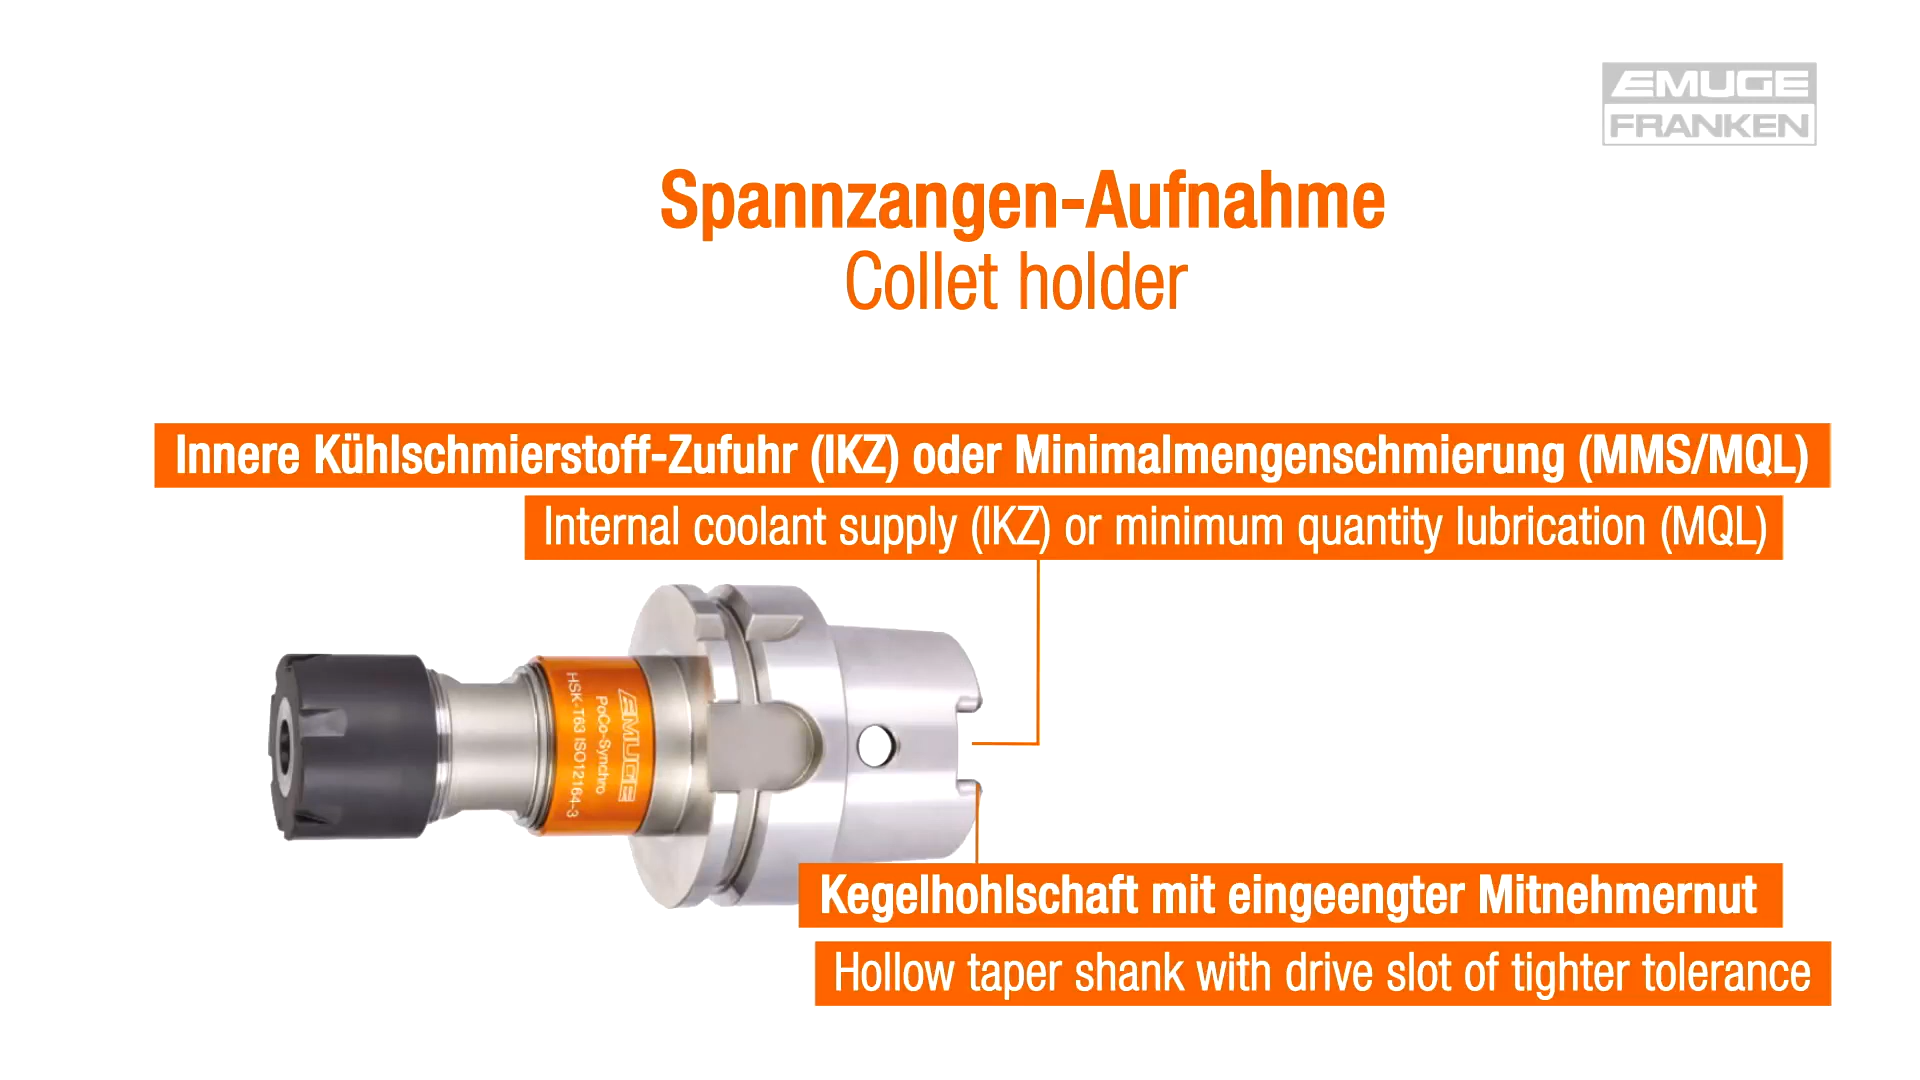 EMUGE
FRANKEN
Spannzangen-Aufnahme
Collet holder
Innere Kühlschmierstoff-Zufuhr (IKZ) oder Minimalmengenschmierung (MMS/MQL)
Internal coolant supply (IKZ) or minimum quantity lubrication (MQL)
EMUGE
PoCo-Synchro
HSK-T63 ISO12164-3
Kegelhohlschaft mit eingeengter Mitnehmernut
Hollow taper shank with drive slot of tighter tolerance